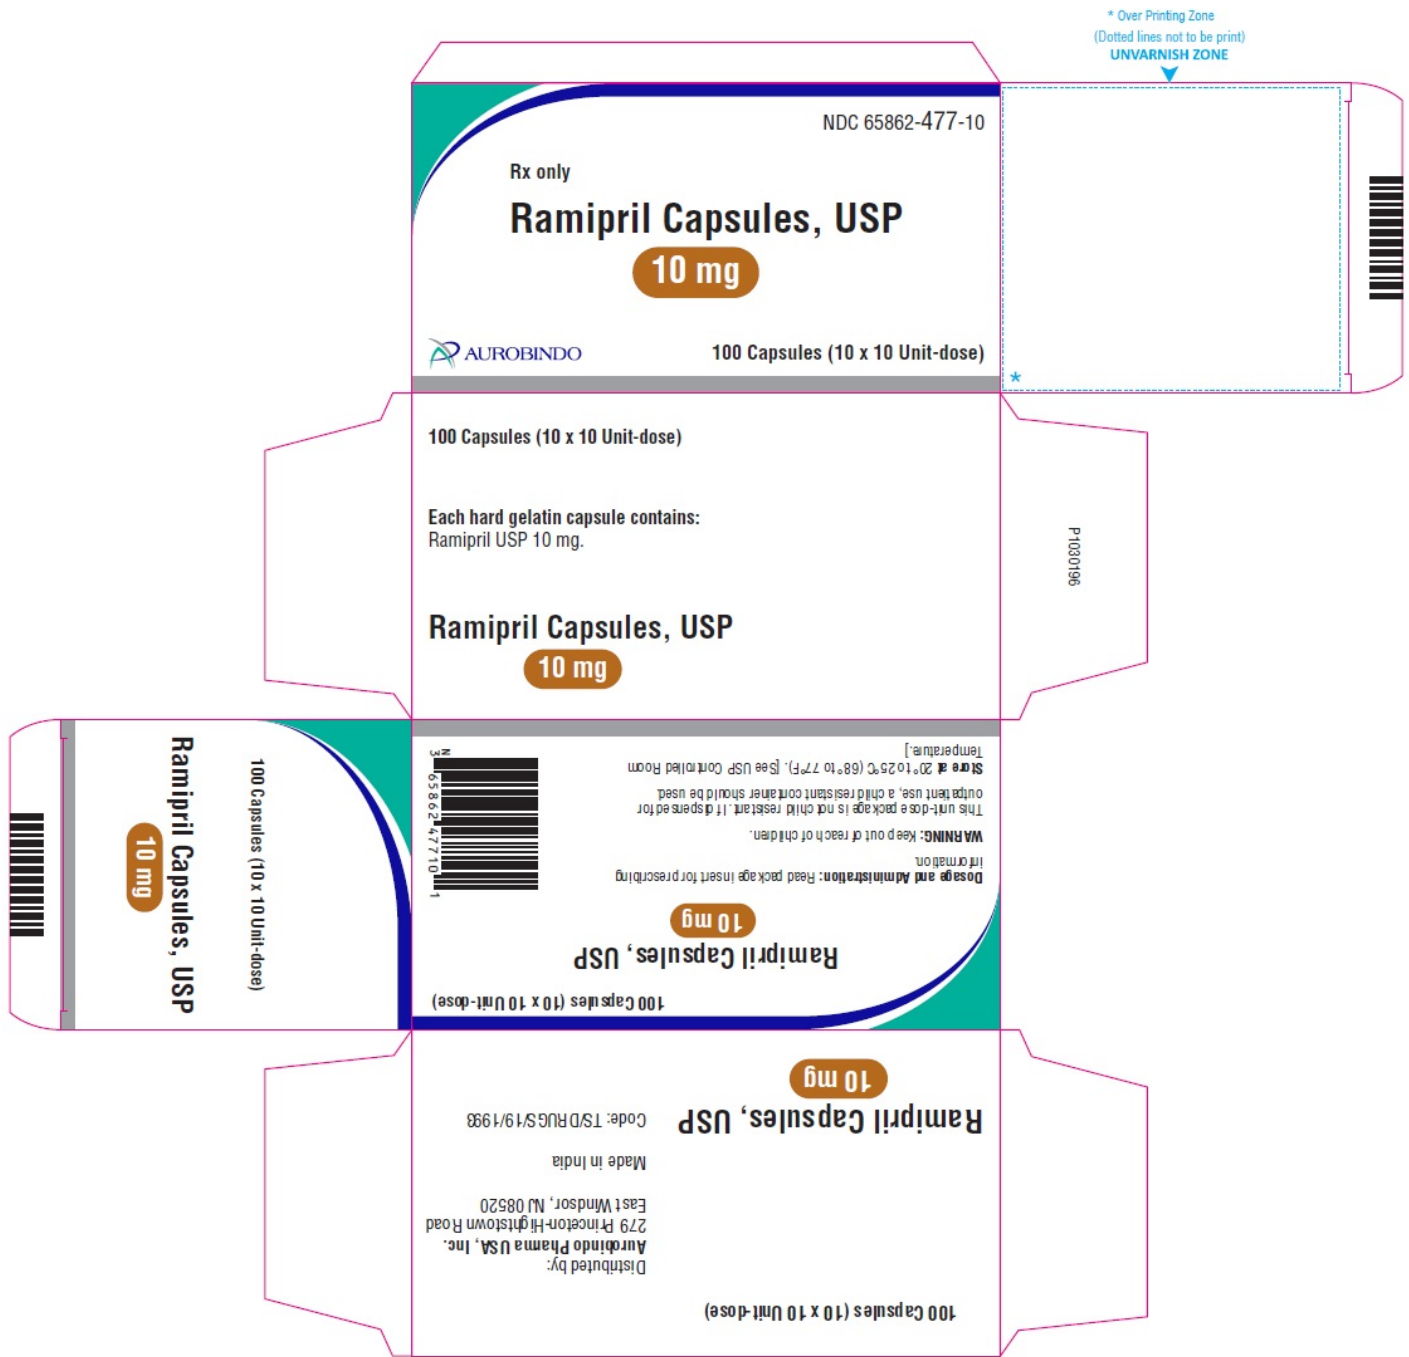 * Over Printing Zone
(Dotted lines not to be print)
UNVARNISH ZONE
NDC 65862-477-10
Rx only
Ramipril Capsules, USP
10 mg
AUROBINDO
100 Capsules (10 x 10 Unit-dose)
*
100 Capsules (10 x 10 Unit-dose)
Each hard gelatin capsule contains:
Ramipril USP 10 mg.
Ramipril Capsules, USP
10 mg
P1030196
100 Capsules (10 x 10 Unit-dose)
Ramipril Capsules, USP
10 mg
100 Capsules (10 x 10 Unit-dose)
Ramipril Capsules, USP
10 mg
Dosage and Administration: Read package insert for prescribing
information.
WARNING: Keep out of reach of children.
This unit-dose package is not child resistant. If dispensed for
outpatient use, a child resistant container should be used.
Store at 20° to 25°C (68° to 77°F). [See USP Controlled Room
Temperature.]
N
3 65862 47710 1
100 Capsules (10 x 10 Unit-dose)
Distributed by:
Aurobindo Pharma USA, Inc.
279 Princeton-Hightstown Road
East Windsor, NJ 08520
Made in India
Code: TS/DRUGS/19/1993
Ramipril Capsules, USP
10 mg